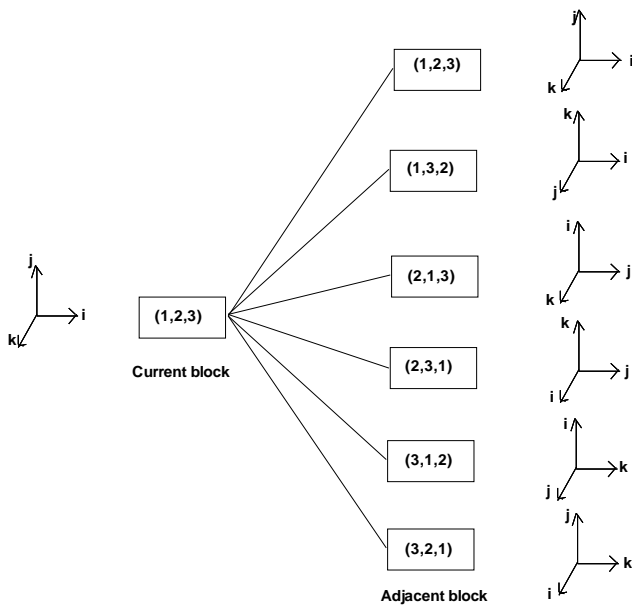 j
(1,2,3)
i
k
k
(1,3,2)
i
j
i
(2,1,3)
j
k
j
k
i
(1,2,3)
k
Current block
k
(2,3,1)
j
i
i
(3,1,2)
k
j
j
(3,2,1)
k
i
Adjacent block